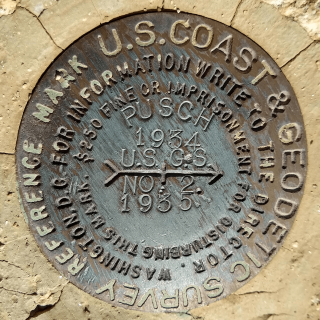 U.S. COAST & GEODETIC SURVEY REFERENCE MARK
FOR INFORMATION WRITE TO THE DIRECTOR. WASHINGTON D.C.
$250 FINE OR IMPRISONMENT FOR DISTURBING THIS MARK.
PUSCH
1934
U.S.G.S.
NO. 2.
1935.